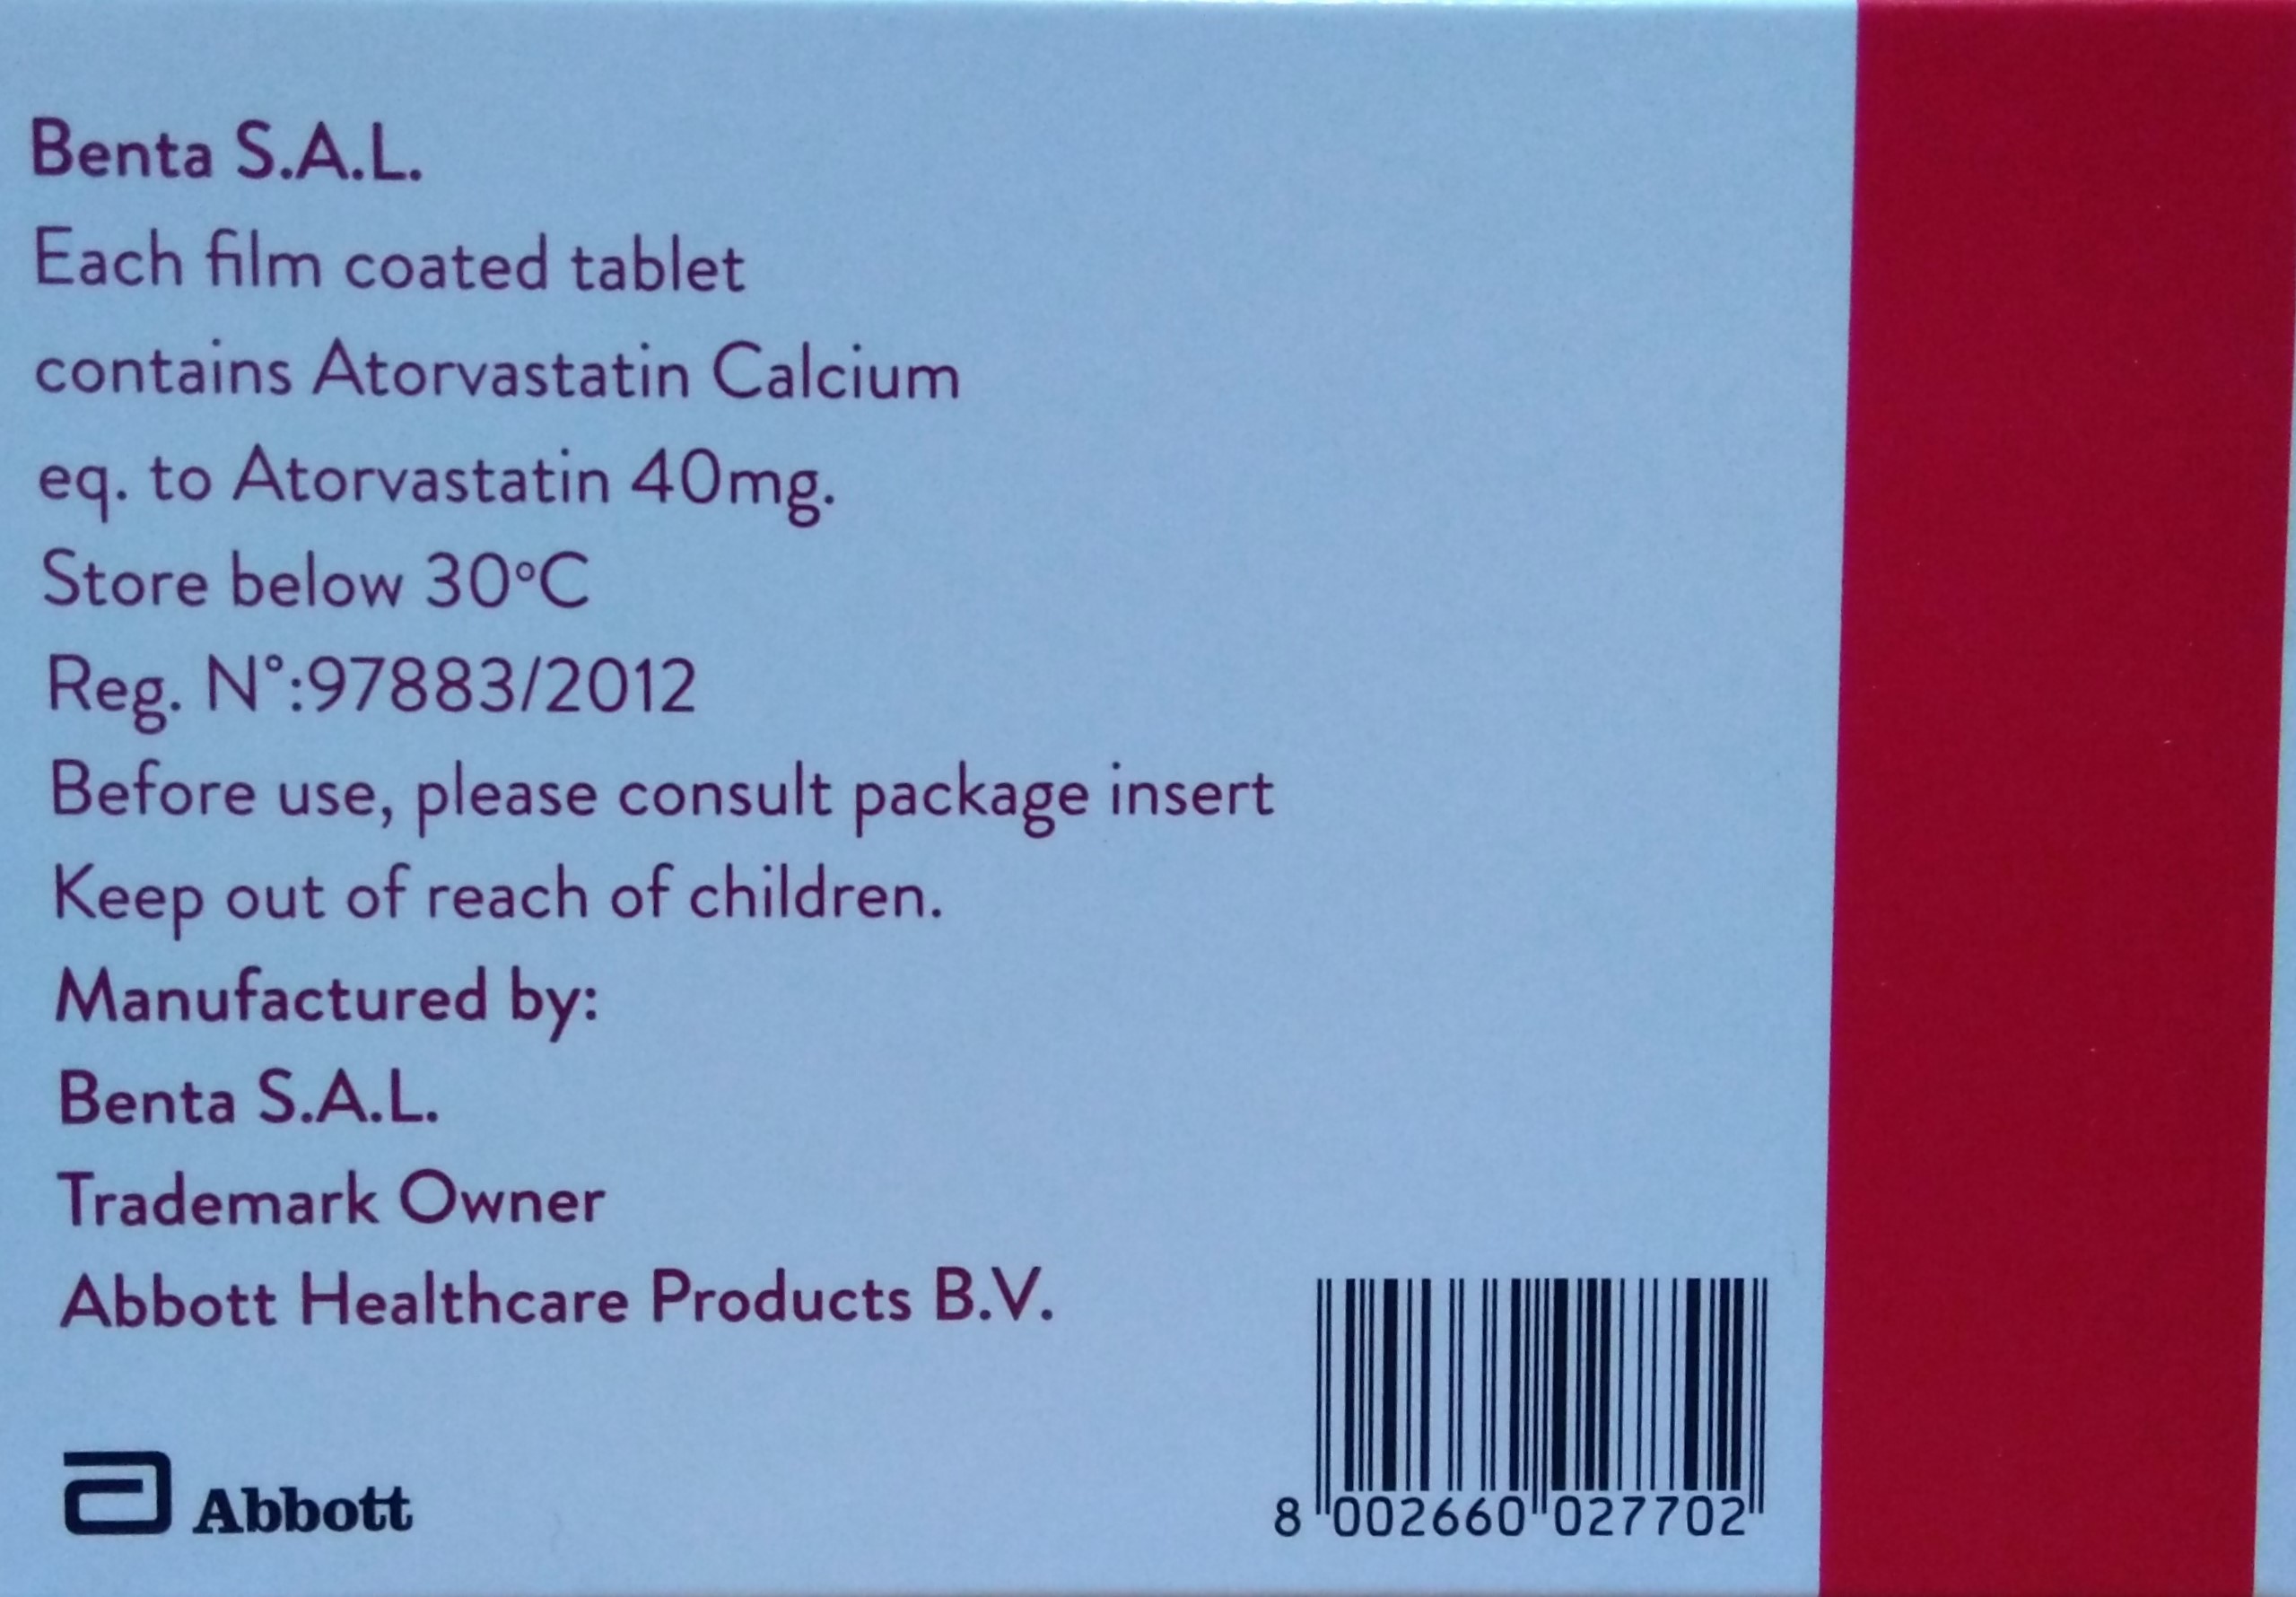 Benta S.A.L.
Each film coated tablet
contains Atorvastatin Calcium
eq. to Atorvastatin 40mg.
Store below 30°C
Reg. N°:97883/2012
Before use, please consult package insert
Keep out of reach of children.
Manufactured by:
Benta S.A.L.
Trademark Owner
Abbott Healthcare Products B.V.
Abbott
8 002660 027702